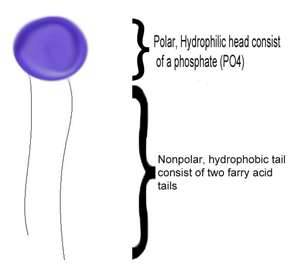 Polar, Hydrophilic head consist
of a phosphate (PO4)
Nonpolar, hydrophobic tail
consist of two farry acid
tails